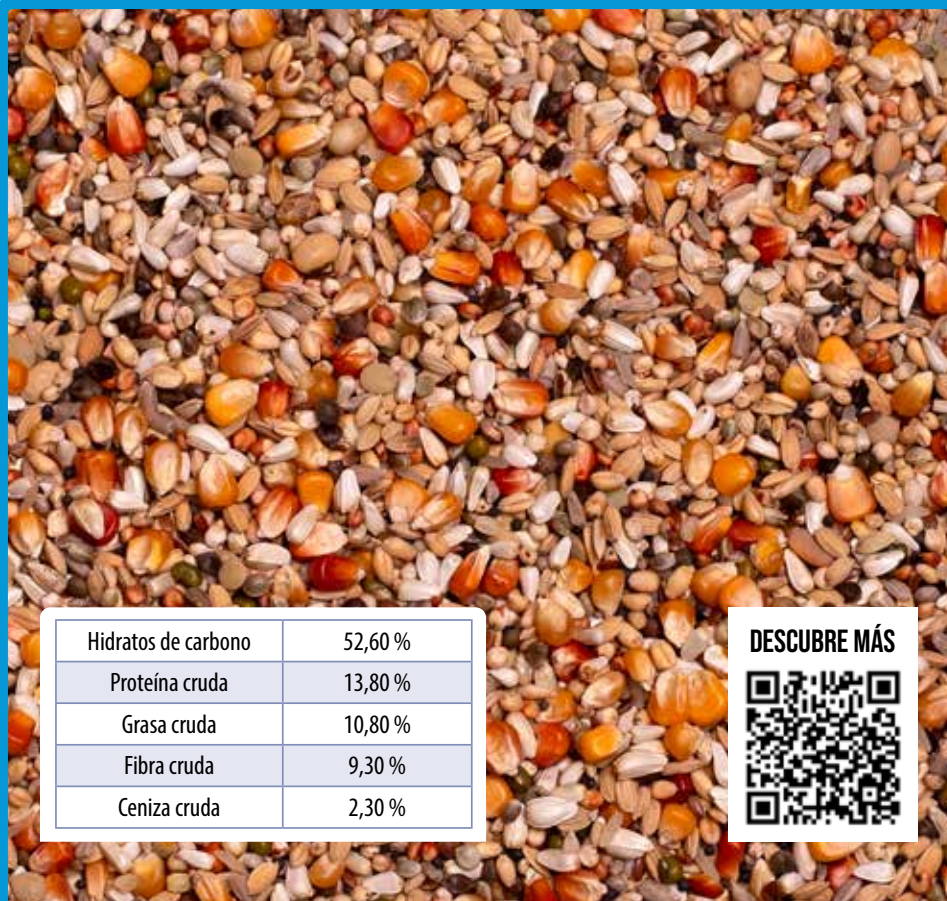 Hidratos de carbono 52,60 %
Proteína cruda 13,80 %
Grasa cruda 10,80 %
Fibra cruda 9,30 %
Ceniza cruda 2,30 %
DESCUBRE MÁS